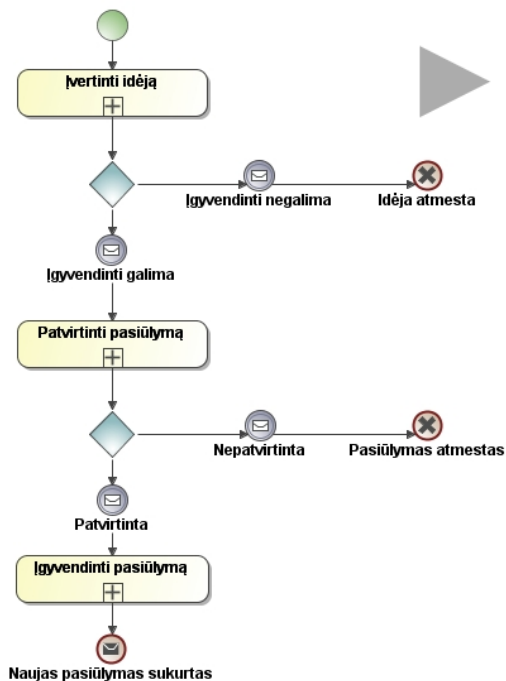 Įvertinti idėją
Įgyvendinti negalima
Idėja atmesta
Įgyvendinti galima
Patvirtinti pasiūlymą
Nepatvirtinta
Pasiūlymas atmestas
Patvirtinta
Įgyvendinti pasiūlymą
Naujas pasiūlymas sukurtas